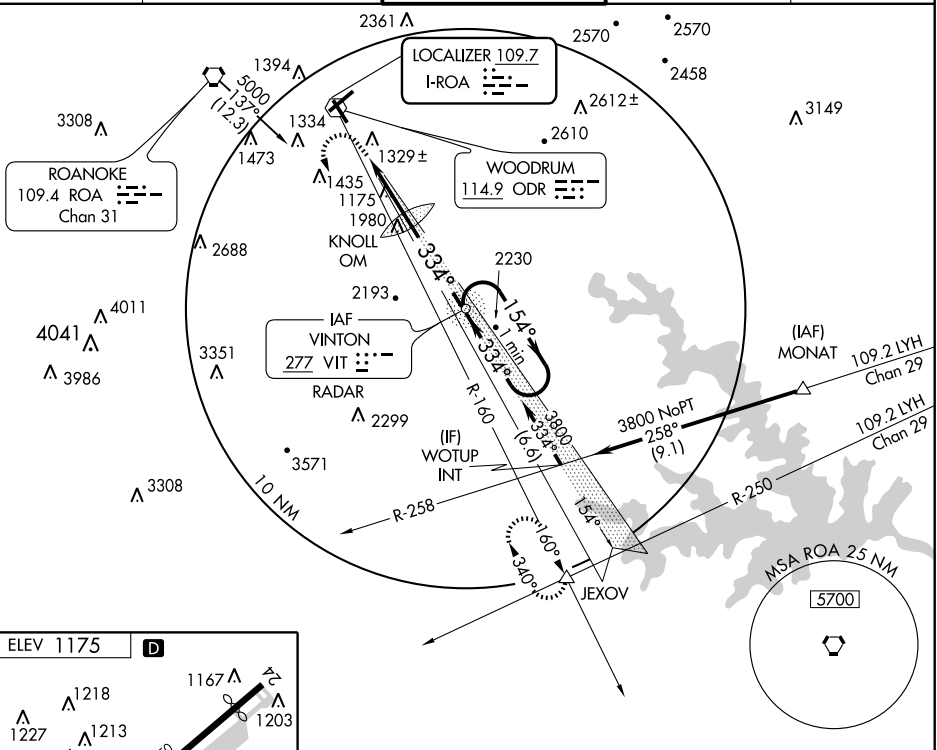 2361
2570
2570
LOCALIZER 109.7
I-ROA
1394
2458
5000
137°
(12.3)
2612±
3149
3308
1334
2610
1473
1329±
ROANOKE
109.4 ROA
Chan 31
WOODRUM
114.9 ODR
1435
1175
1980
KNOLL
OM
2688
334°
2230
2193
154°
1 min
334°
4011
IAF
VINTON
277 VIT
RADAR
4041
(IAF)
MONAT
109.2 LYH
Chan 29
3986
3351
R-160
3800
334°
(6.6)
3800 NoPT
258°
(9.1)
109.2 LYH
Chan 29
2299
(IF)
WOTUP
INT
3571
3308
10 NM
R-258
R-250
154°
160°
340°
JEXOV
MSA ROA 25 NM
5700
ELEV 1175
D
1167
24
1218
1203
1227
1213